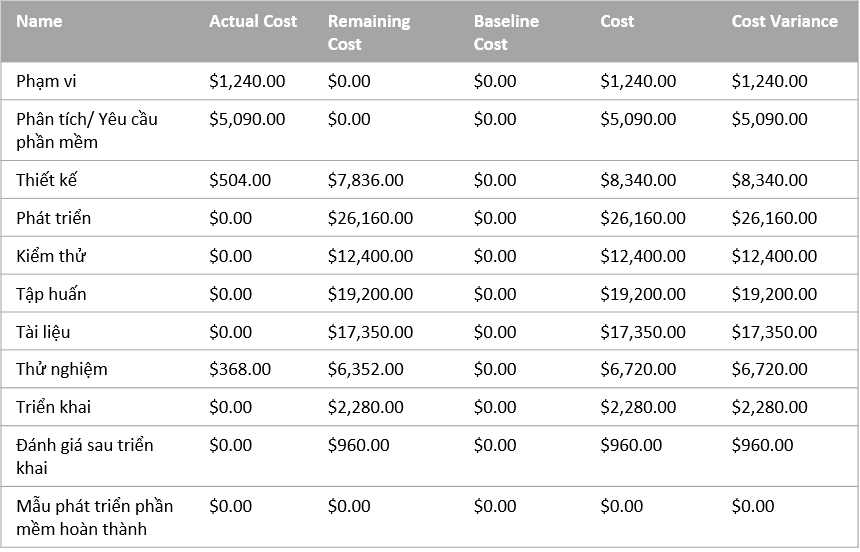 Name Actual Cost Remaining Cost Baseline Cost Cost Cost Variance
Phạm vi $1,240.00 $0.00 $0.00 $1,240.00 $1,240.00
Phân tích/ Yêu cầu phần mềm $5,090.00 $0.00 $0.00 $5,090.00 $5,090.00
Thiết kế $504.00 $7,836.00 $0.00 $8,340.00 $8,340.00
Phát triển $0.00 $26,160.00 $0.00 $26,160.00 $26,160.00
Kiểm thử $0.00 $12,400.00 $0.00 $12,400.00 $12,400.00
Tập huấn $0.00 $19,200.00 $0.00 $19,200.00 $19,200.00
Tài liệu $0.00 $17,350.00 $0.00 $17,350.00 $17,350.00
Thử nghiệm $368.00 $6,352.00 $0.00 $6,720.00 $6,720.00
Triển khai $0.00 $2,280.00 $0.00 $2,280.00 $2,280.00
Đánh giá sau triển khai $0.00 $960.00 $0.00 $960.00 $960.00
Mẫu phát triển phần mềm hoàn thành $0.00 $0.00 $0.00 $0.00 $0.00